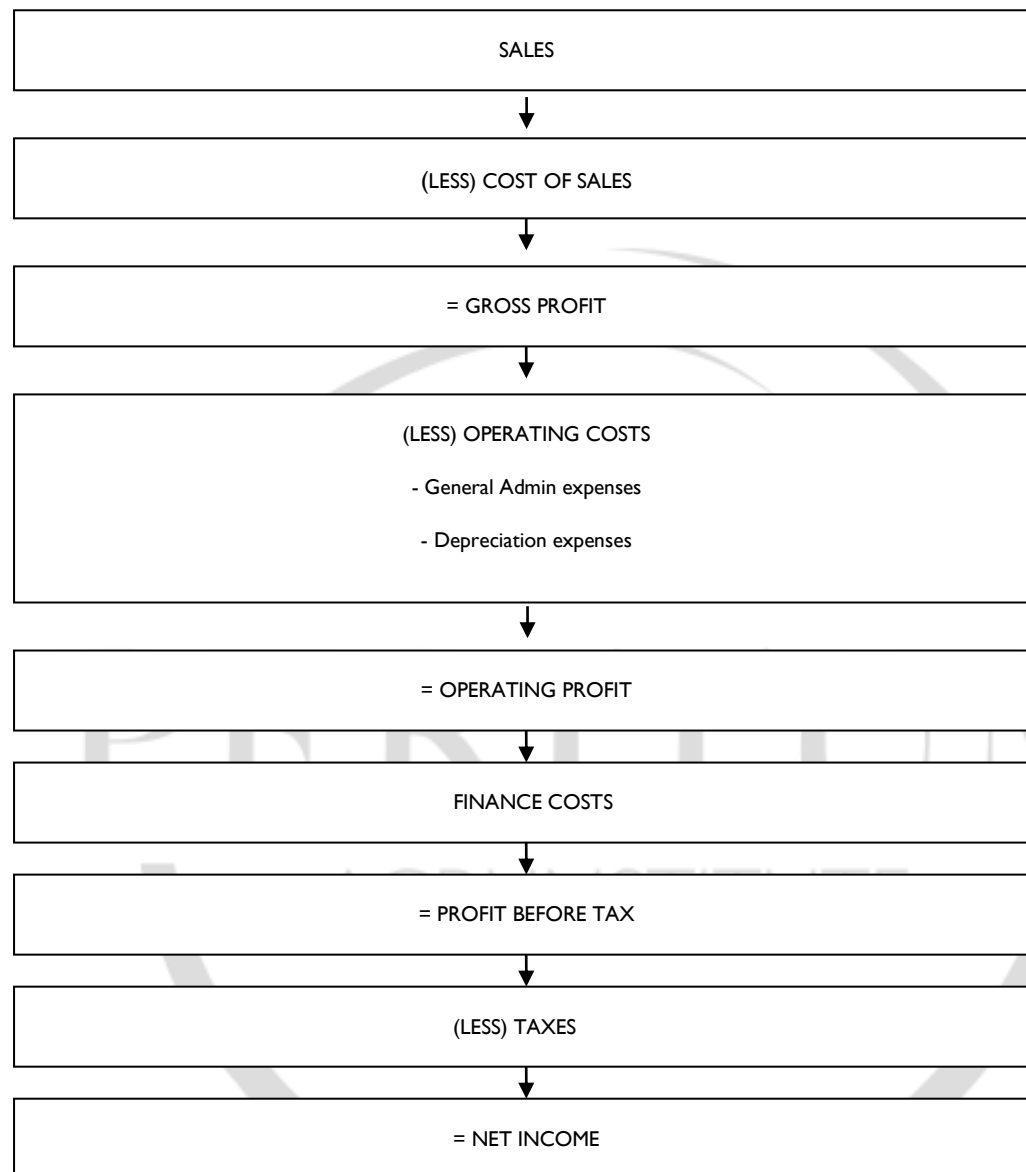 SALES
(LESS) COST OF SALES
= GROSS PROFIT
(LESS) OPERATING COSTS
- General Admin expenses
- Depreciation expenses
= OPERATING PROFIT
FINANCE COSTS
= PROFIT BEFORE TAX
(LESS) TAXES
= NET INCOME